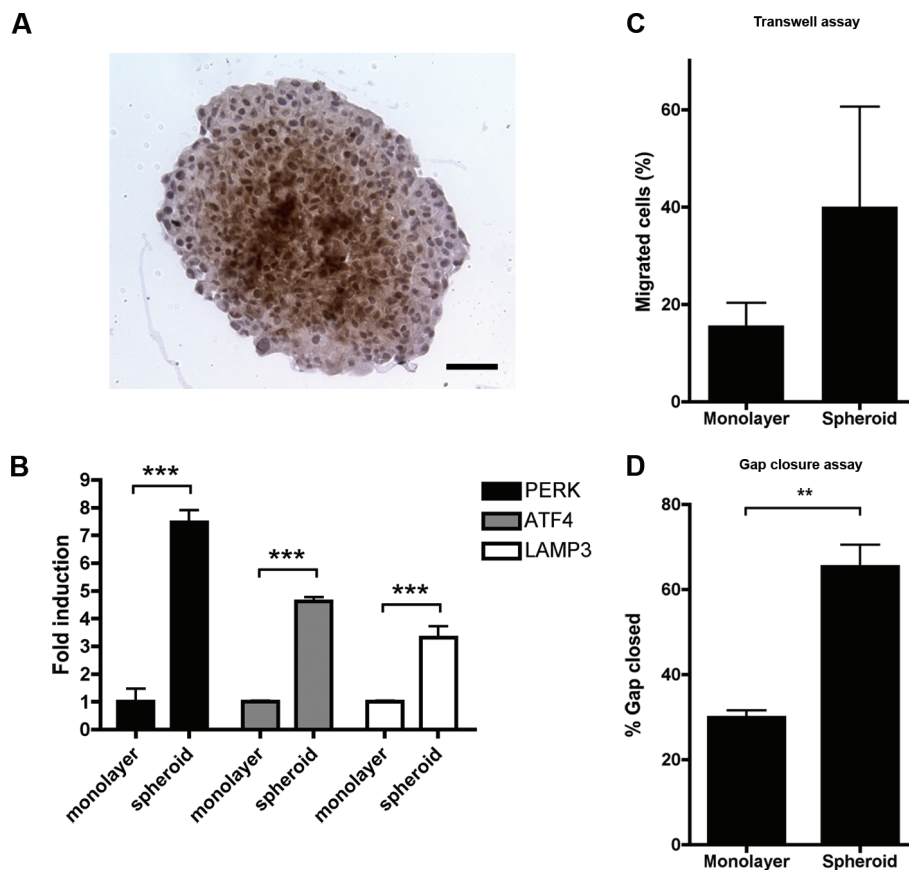 A
B
9
8
7
6
5
4
3
2
1
0
Fold induction
***
***
***
monolayer
spheroid
monolayer
spheroid
monolayer
spheroid
PERK
ATF4
LAMP3
C
Transwell assay
60
40
20
0
Migrated cells (%)
Monolayer Spheroid
D
Gap closure assay
80
60
40
20
0
% Gap closed
**
Monolayer Spheroid